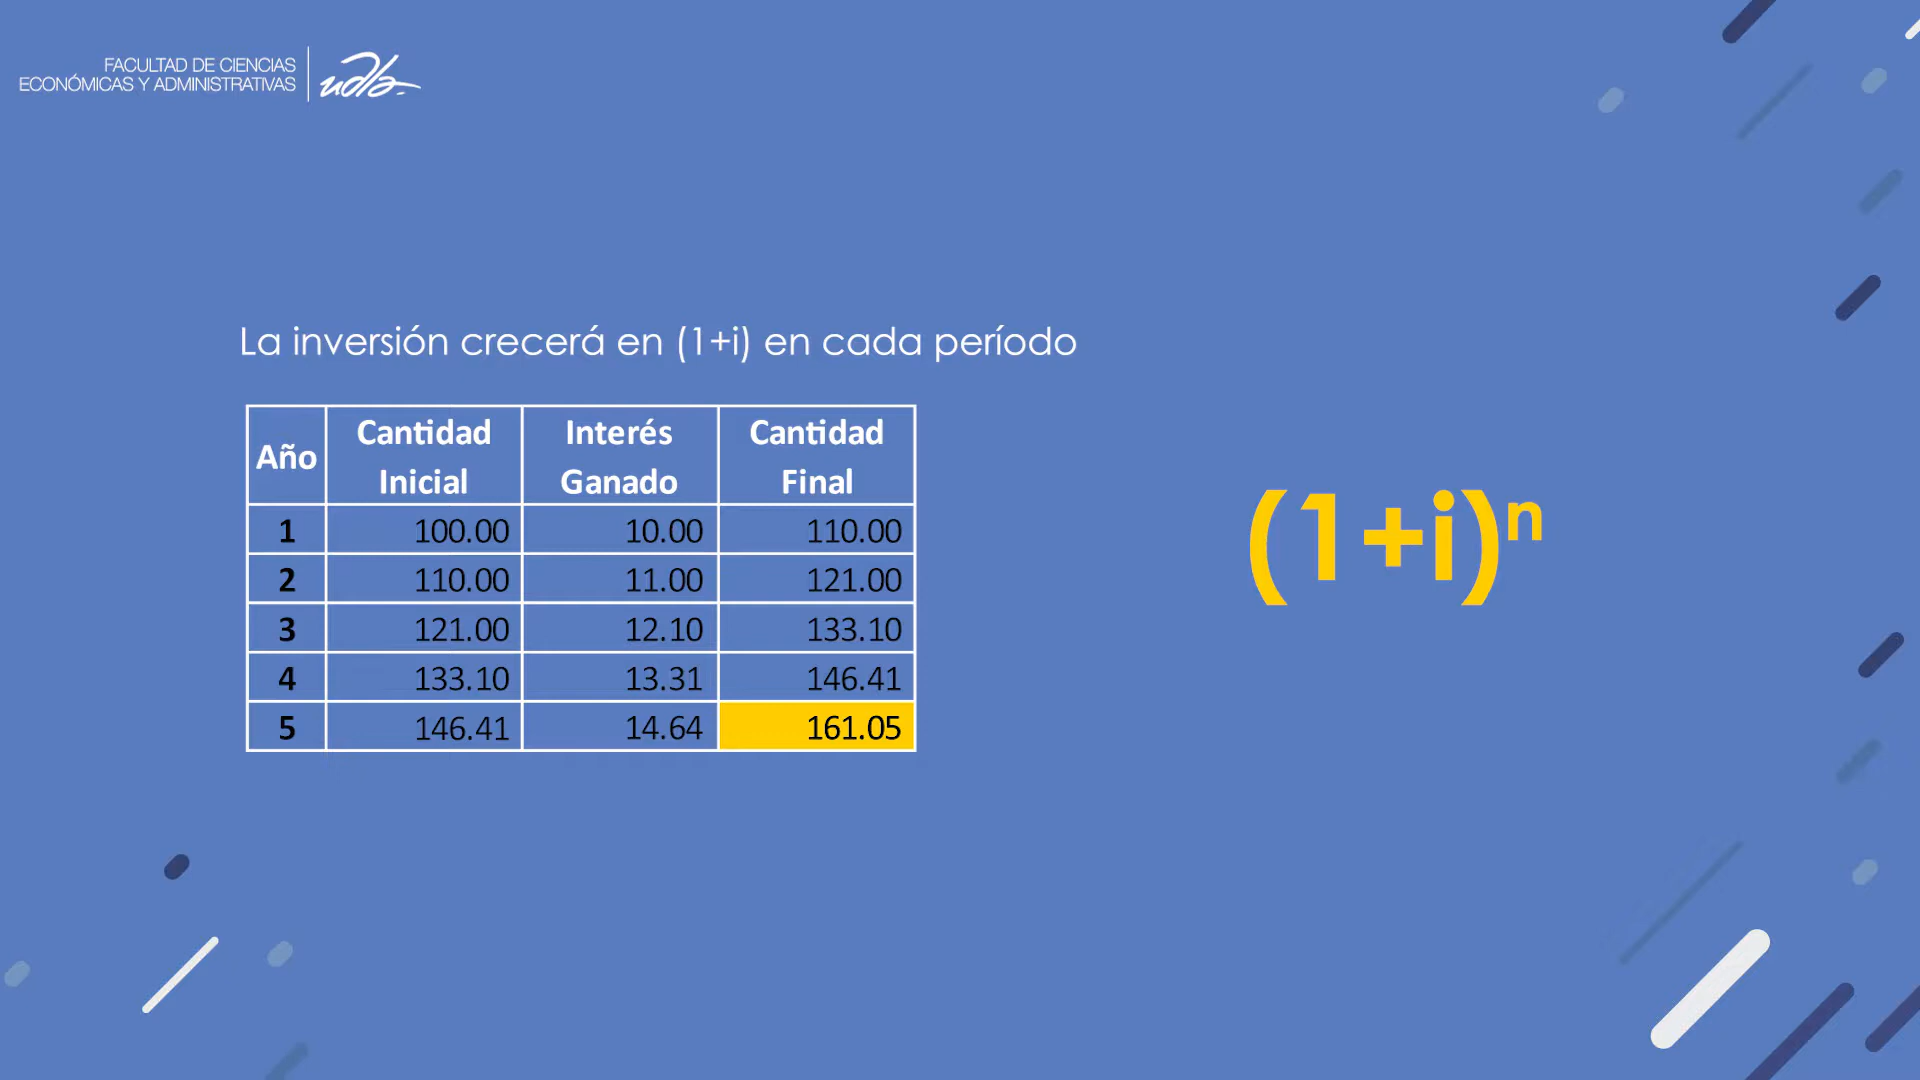 FACULTAD DE CIENCIAS
ECONÓMICAS Y ADMINISTRATIVAS
udla-
La inversión crecerá en (1+i) en cada período
Año Cantidad Inicial Interés Ganado Cantidad Final
1 100.00 10.00 110.00
2 110.00 11.00 121.00
3 121.00 12.10 133.10
4 133.10 13.31 146.41
5 146.41 14.64 161.05
(1+i)ⁿ